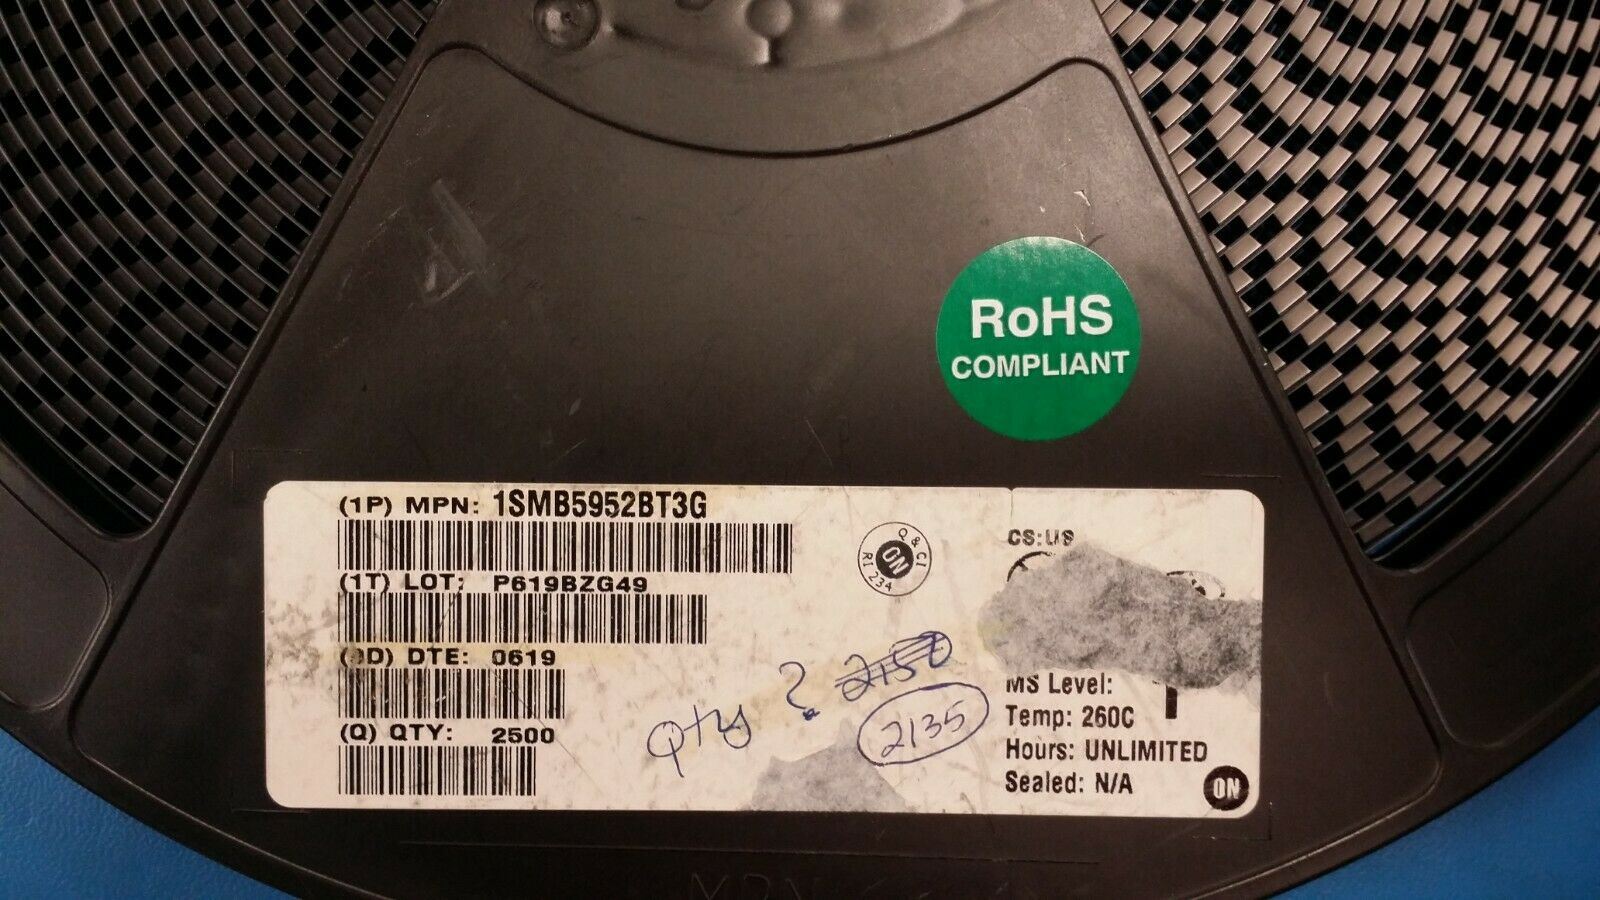 RoHS
COMPLIANT
(1P) MPN: 1SMB5952BT3G
(1T) LOT: P619BZG49
DTE: 0619
(Q) QTY: 2500
Q & CI
ON
RI 234
CS:US
Qty ? 2150
2135
MS Level: 1
Temp: 260C
Hours: UNLIMITED
Sealed: N/A
ON